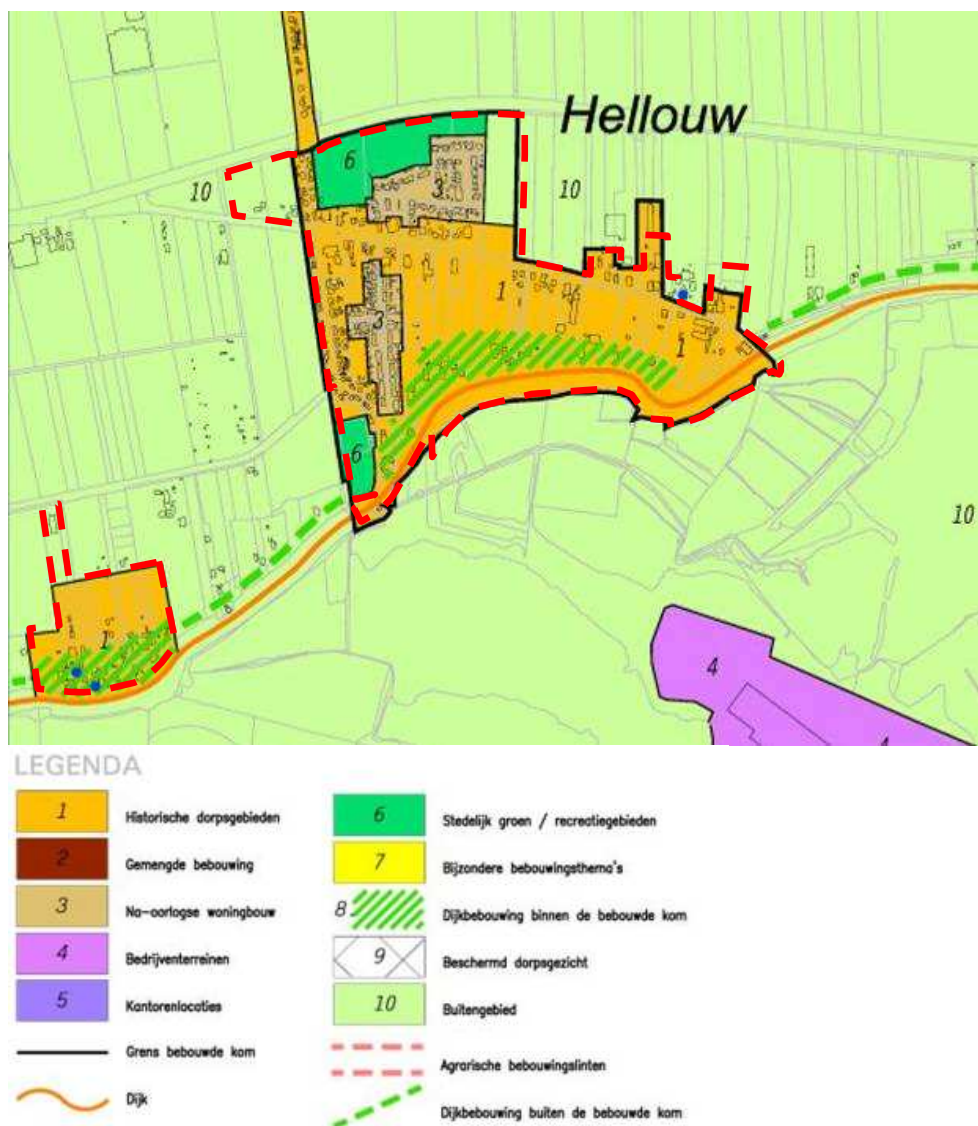 Hellouw
6
3
10
10
1
3
1
6
10
1
4
4
LEGENDA
1 Historische dorpsgebieden
2 Gemengde bebouwing
3 Na-oorlogse woningbouw
4 Bedrijventerreinen
5 Kantorenlocaties
Grens bebouwde kom
Dijk
6 Stedelijk groen / recreatiegebieden
7 Bijzondere bebouwingsthema's
8 Dijkbebouwing binnen de bebouwde kom
9 Beschermd dorpsgezicht
10 Buitengebied
Agrarische bebouwingslinten
Dijkbebouwing buiten de bebouwde kom